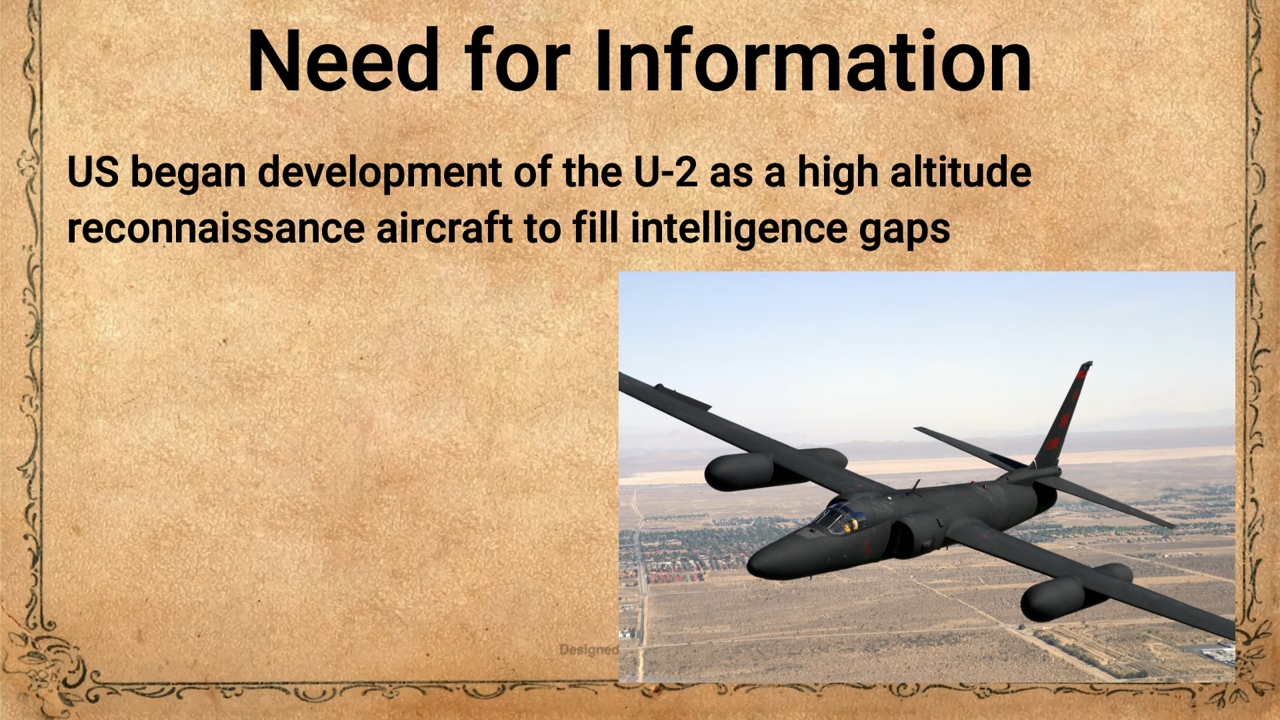 Need for Information
US began development of the U-2 as a high altitude
reconnaissance aircraft to fill intelligence gaps
Designed